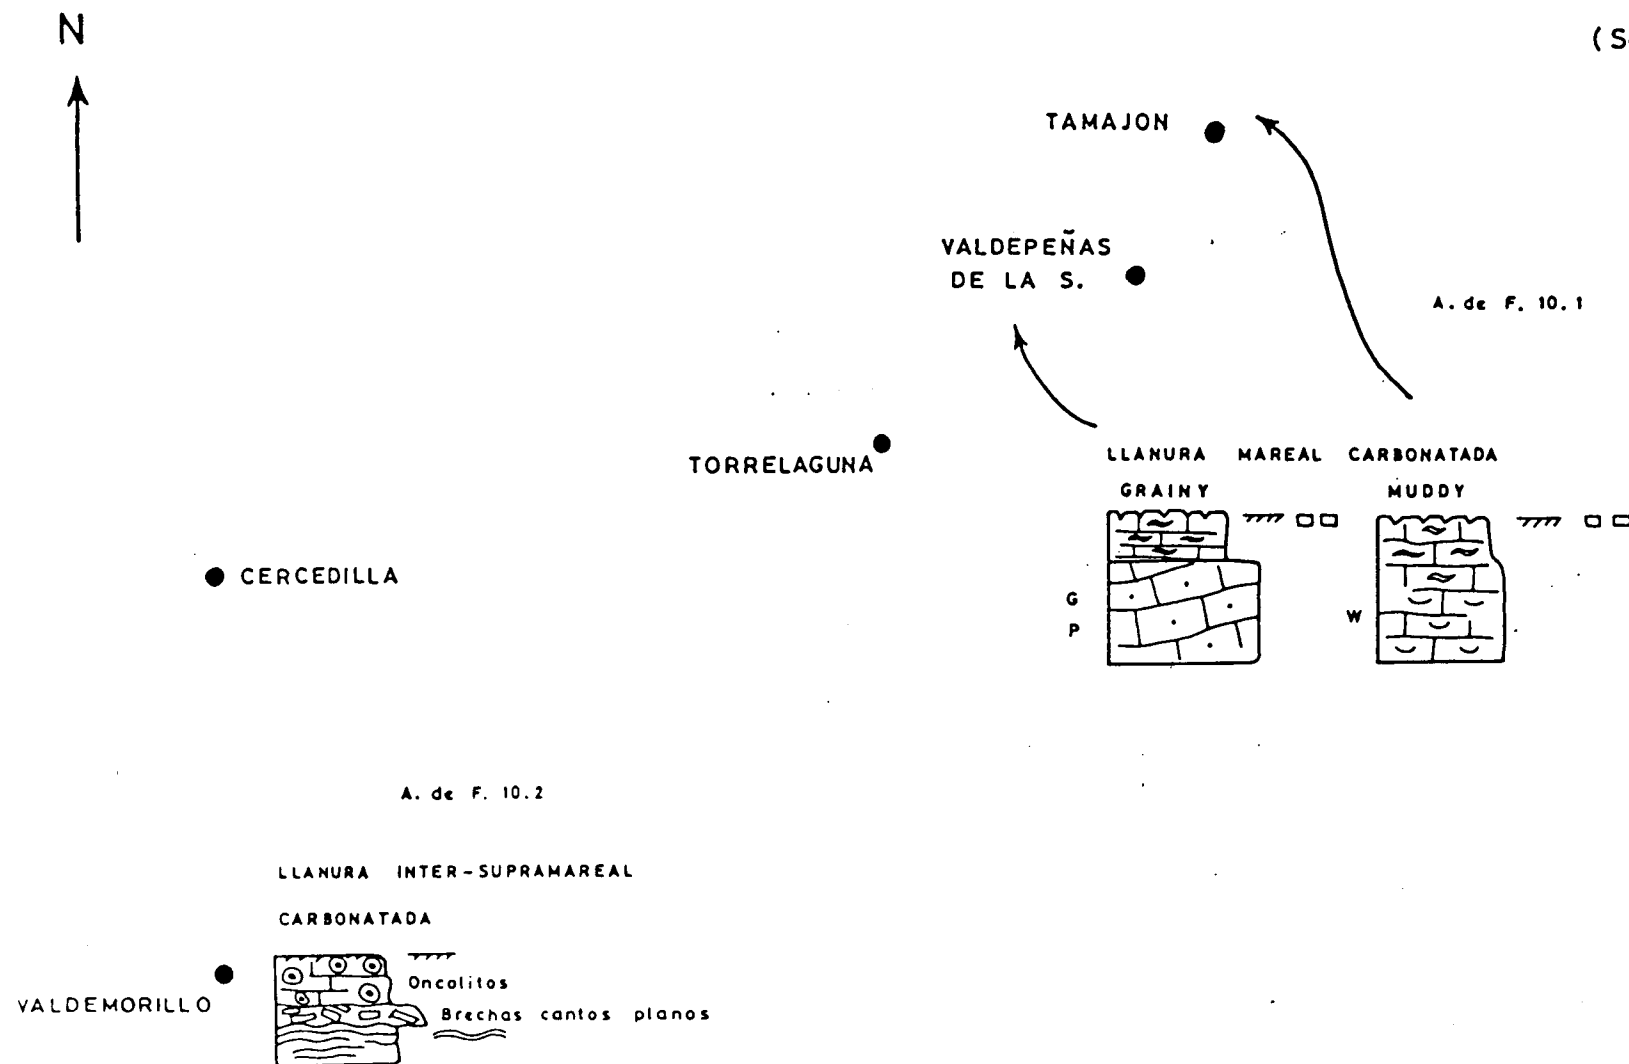 N
(S
TAMAJON
VALDEPEÑAS
DE LA S.
A. de F. 10.1
TORRELAGUNA
LLANURA MAREAL CARBONATADA
GRAINY MUDDY
CERCEDILLA
G
P
W
A. de F. 10.2
LLANURA INTER-SUPRAMAREAL
CARBONATADA
Oncolitos
VALDEMORILLO
Brechas cantos planos